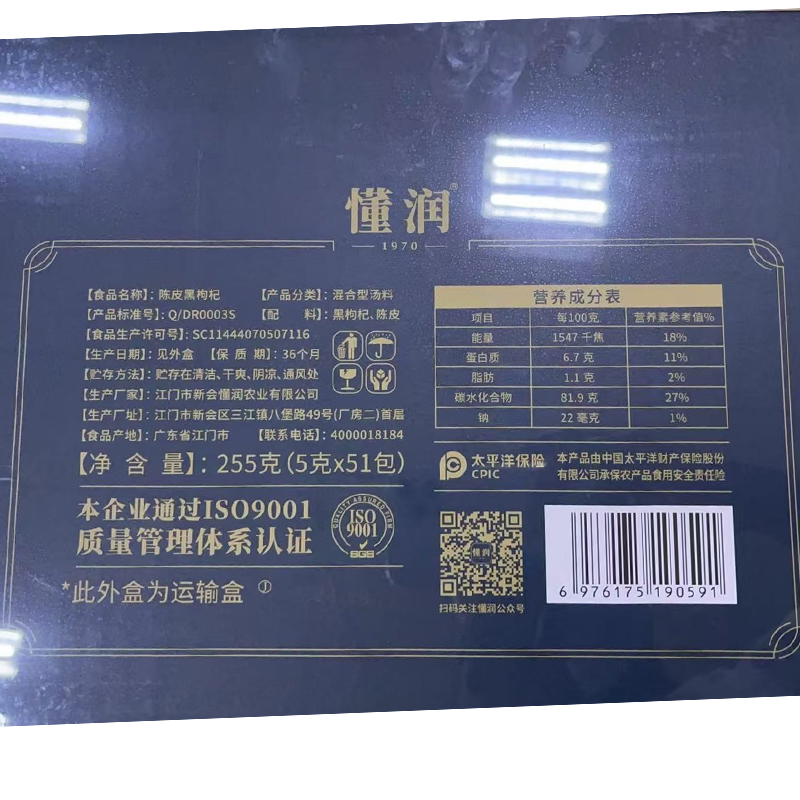 懂润®
1970
【食品名称】：陈皮黑枸杞 【产品分类】：混合型汤料
【产品标准号】：Q/DR0003S 【配 料】：黑枸杞、陈皮
【食品生产许可号】：SC11444070507116
【生产日期】：见外盒 【保 质 期】：36个月
【贮存方法】：贮存在清洁、干爽、阴凉、通风处
【生产厂家】：江门市新会懂润农业有限公司
【生产厂址】：江门市新会区三江镇八堡路49号(厂房二)首层
【食品产地】：广东省江门市 【联系电话】：4000018184
【净 含 量】：255克(5克x51包)
本企业通过ISO9001
质量管理体系认证
QUALITY ASSURED FIRM
ISO
9001
SGS
*此外盒为运输盒 J
营养成分表
项目 每100克 营养素参考值%
能量 1547 千焦 18%
蛋白质 6.7 克 11%
脂肪 1.1 克 2%
碳水化合物 81.9 克 27%
钠 22 毫克 1%
太平洋保险
CPIC
本产品由中国太平洋财产保险股份
有限公司承保农产品食用安全责任险
懂润
扫码关注懂润公众号
6 976175 190591